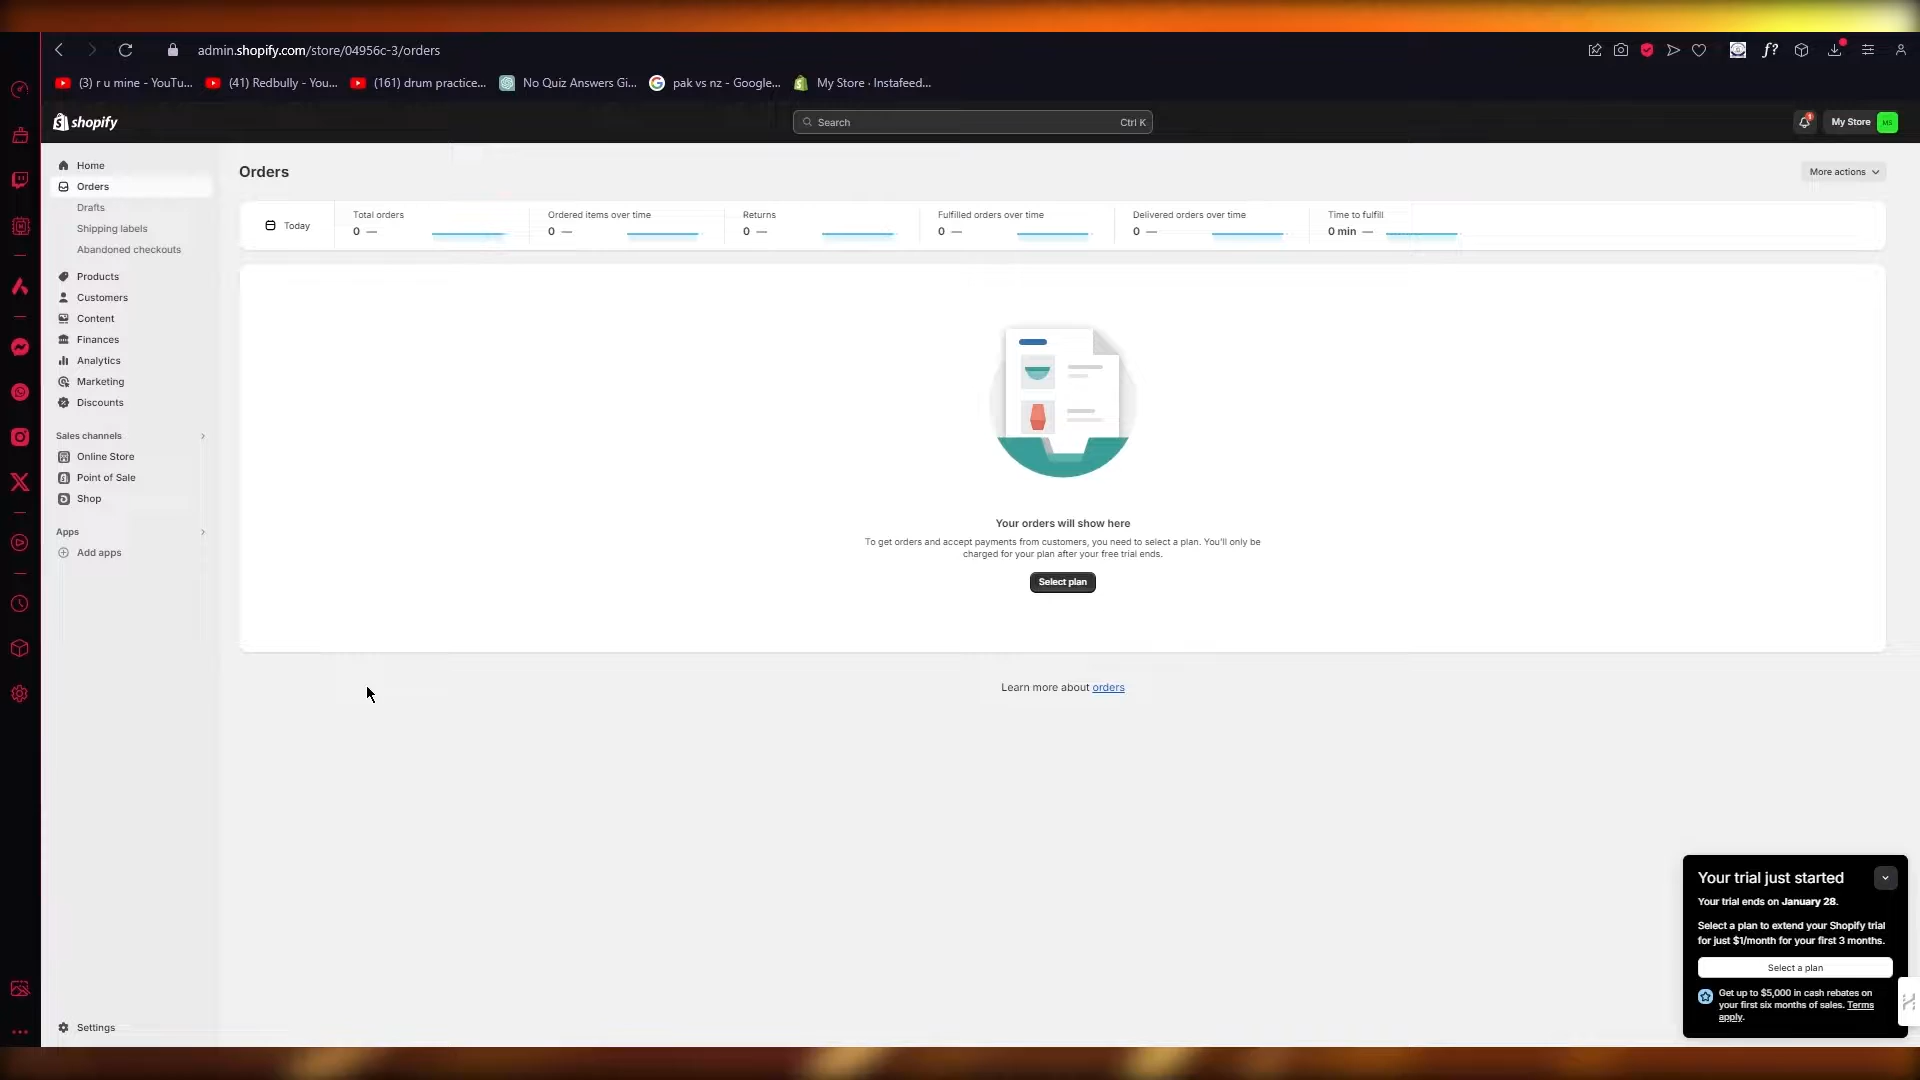 admin.shopify.com/store/04956c-3/orders
(3) r u mine - YouTu...
(41) Redbully - You...
(161) drum practice...
No Quiz Answers Gi...
pak vs nz - Google...
My Store · Instafeed...
shopify
Search
Ctrl K
My Store
MS
Home
Orders
Drafts
Shipping labels
Abandoned checkouts
Products
Customers
Content
Finances
Analytics
Marketing
Discounts
Sales channels
Online Store
Point of Sale
Shop
Apps
Add apps
Settings
Orders
More actions
Today
Total orders
0 —
Ordered items over time
0 —
Returns
0 —
Fulfilled orders over time
0 —
Delivered orders over time
0 —
Time to fulfill
0 min —
Your orders will show here
To get orders and accept payments from customers, you need to select a plan. You'll only be
charged for your plan after your free trial ends.
Select plan
Learn more about orders
Your trial just started
Your trial ends on January 28.
Select a plan to extend your Shopify trial
for just $1/month for your first 3 months.
Select a plan
Get up to $5,000 in cash rebates on
your first six months of sales. Terms
apply.